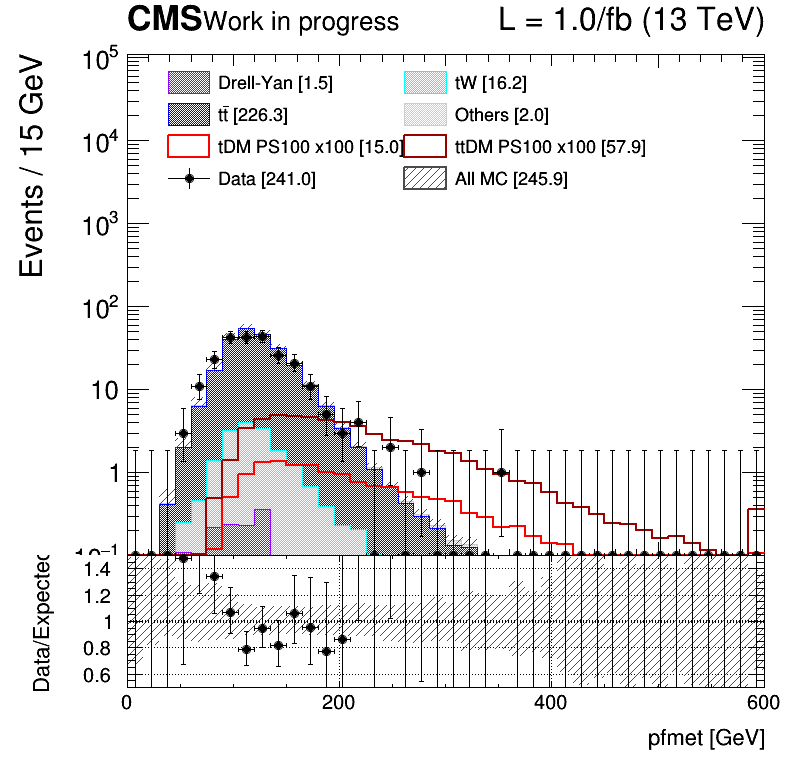 CMS Work in progress L = 1.0/fb (13 TeV)
Events / 15 GeV
10^5
10^4
10^3
10^2
10
1
10^-1
Drell-Yan [1.5]
tW [16.2]
tt̄ [226.3]
Others [2.0]
tDM PS100 x100 [15.0]
ttDM PS100 x100 [57.9]
Data [241.0]
All MC [245.9]
Data/Expected
1.4
1.2
1
0.8
0.6
0 200 400 600
pfmet [GeV]